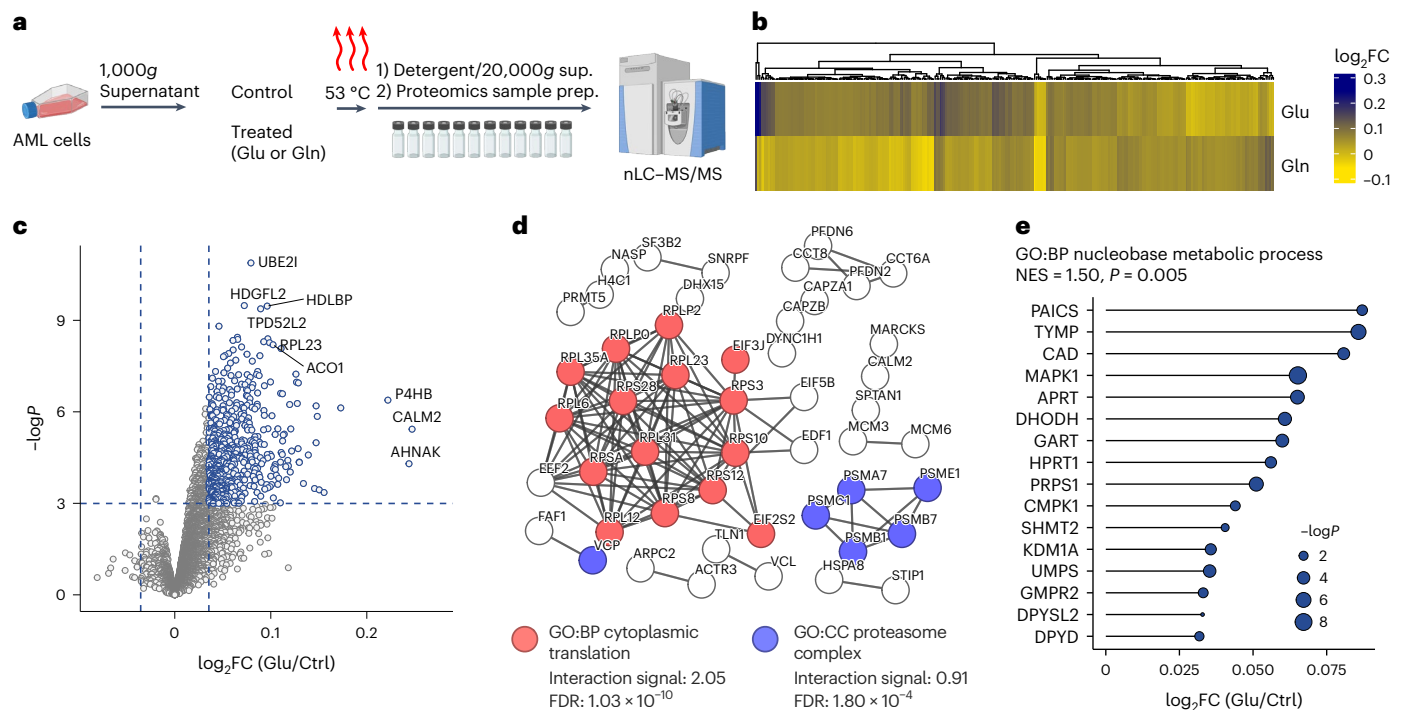 a
1,000g
Supernatant
AML cells
Control
Treated
(Glu or Gln)
53 °C
1) Detergent/20,000g sup.
2) Proteomics sample prep.
nLC–MS/MS
b
log2FC
0.3
0.2
0.1
0
–0.1
Glu
Gln
c
–logP
9
6
3
0
UBE2I
HDGFL2
HDLBP
TPD52L2
RPL23
ACO1
P4HB
CALM2
AHNAK
0
0.1
0.2
log2FC (Glu/Ctrl)
d
SF3B2
NASP
SNRPF
H4C1
DHX15
PRMT5
PFDN6
CCT8
CCT6A
PFDN2
CAPZA1
CAPZB
DYNC1H1
RPLP2
RPLP0
EIF3J
RPL35A
RPL23
RPS28
RPS3
RPL6
RPL31
RPS10
RPSA
EEF2
RPS12
RPS8
RPL12
EIF2S2
EIF5B
EDF1
MARCKS
CALM2
SPTAN1
MCM3
MCM6
PSMA7
PSME1
PSMC1
PSMB7
PSMB1
FAF1
VCP
ARPC2
ACTR3
TLN1
VCL
HSPA8
STIP1
GO:BP cytoplasmic
translation
Interaction signal: 2.05
FDR: 1.03 × 10−10
GO:CC proteasome
complex
Interaction signal: 0.91
FDR: 1.80 × 10−4
e
GO:BP nucleobase metabolic process
NES = 1.50, P = 0.005
PAICS
TYMP
CAD
MAPK1
APRT
DHODH
GART
HPRT1
PRPS1
CMPK1
SHMT2
KDM1A
UMPS
GMPR2
DPYSL2
DPYD
–logP
2
4
6
8
0
0.025
0.050
0.075
log2FC (Glu/Ctrl)